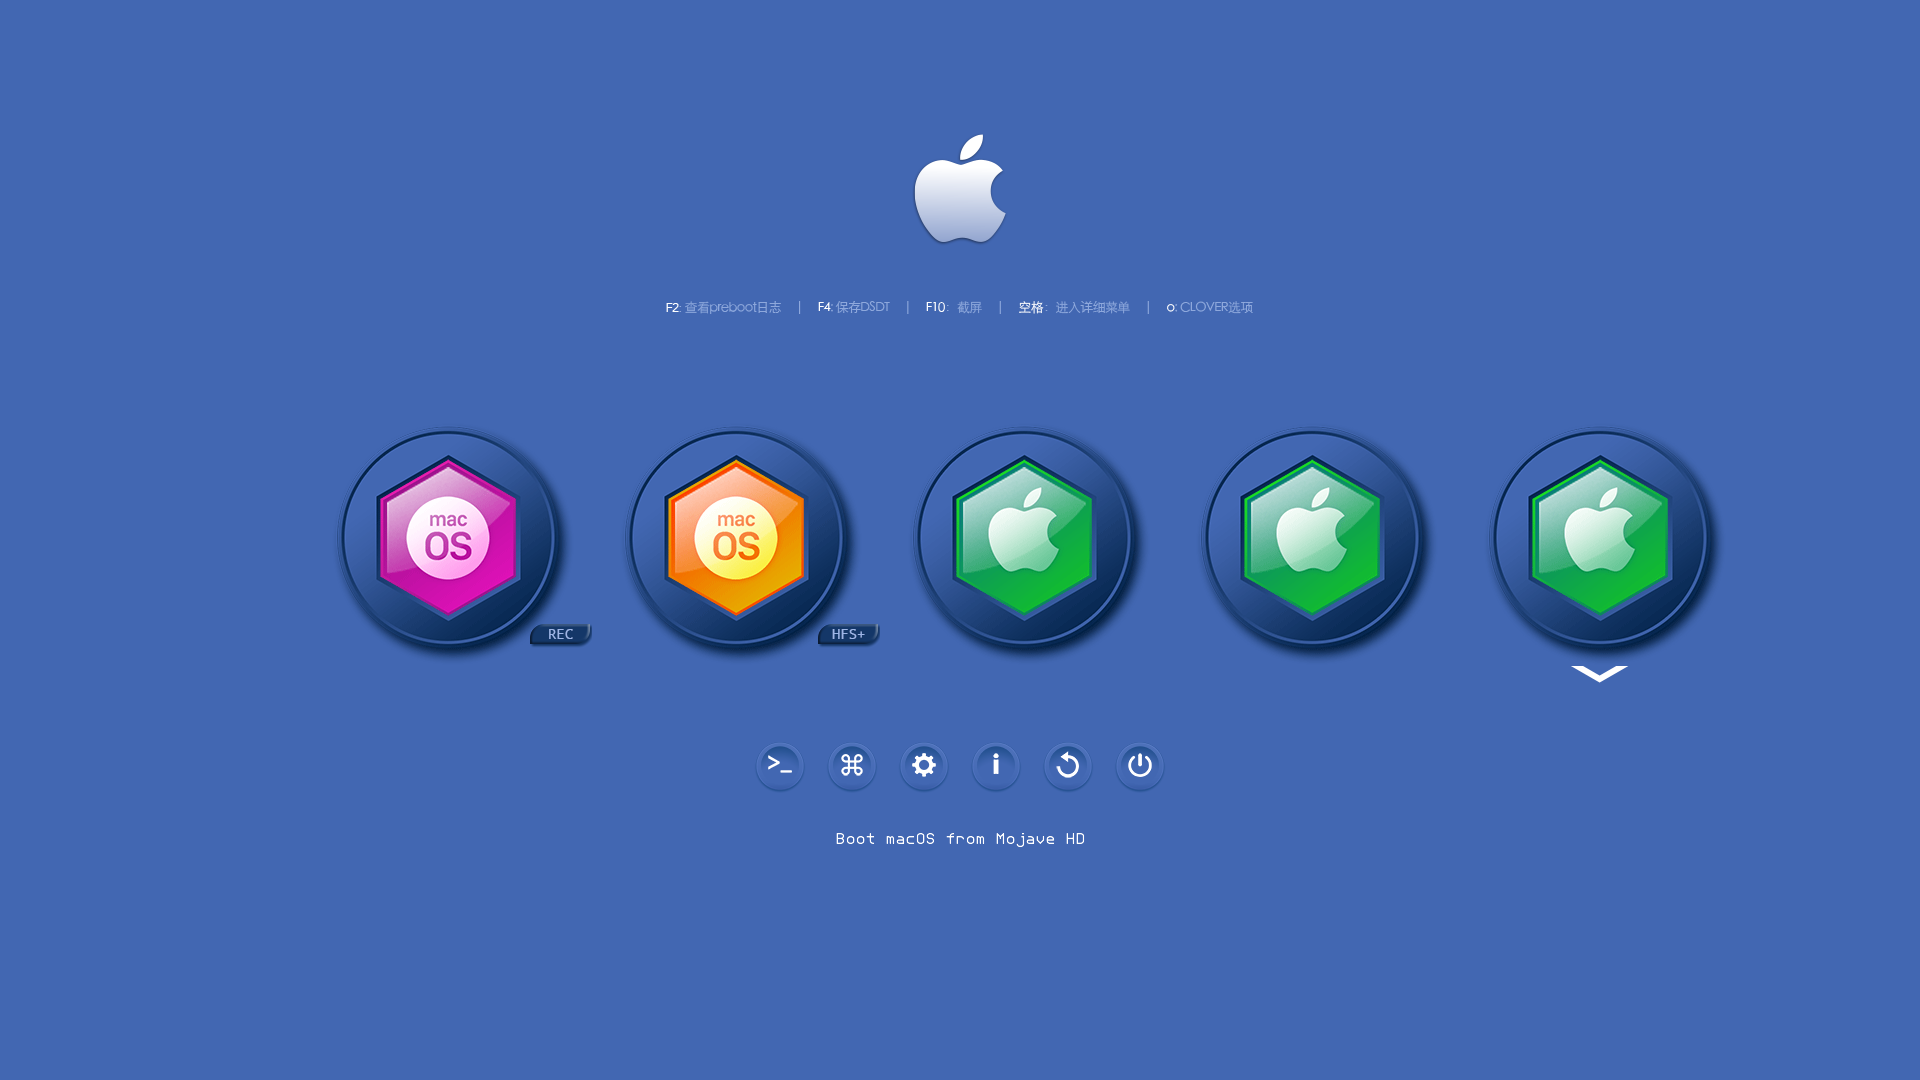 F2: 查看preboot日志 | F4: 保存DSDT | F10: 截屏 | 空格: 进入详细菜单 | o: CLOVER选项
mac
OS
mac
OS
REC
HFS+
Boot macOS from Mojave HD